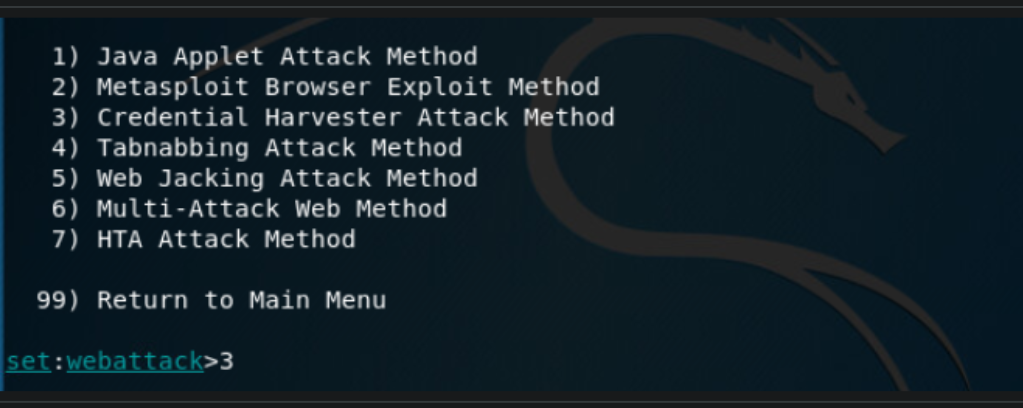 1) Java Applet Attack Method
2) Metasploit Browser Exploit Method
3) Credential Harvester Attack Method
4) Tabnabbing Attack Method
5) Web Jacking Attack Method
6) Multi-Attack Web Method
7) HTA Attack Method
99) Return to Main Menu
set:webattack>3